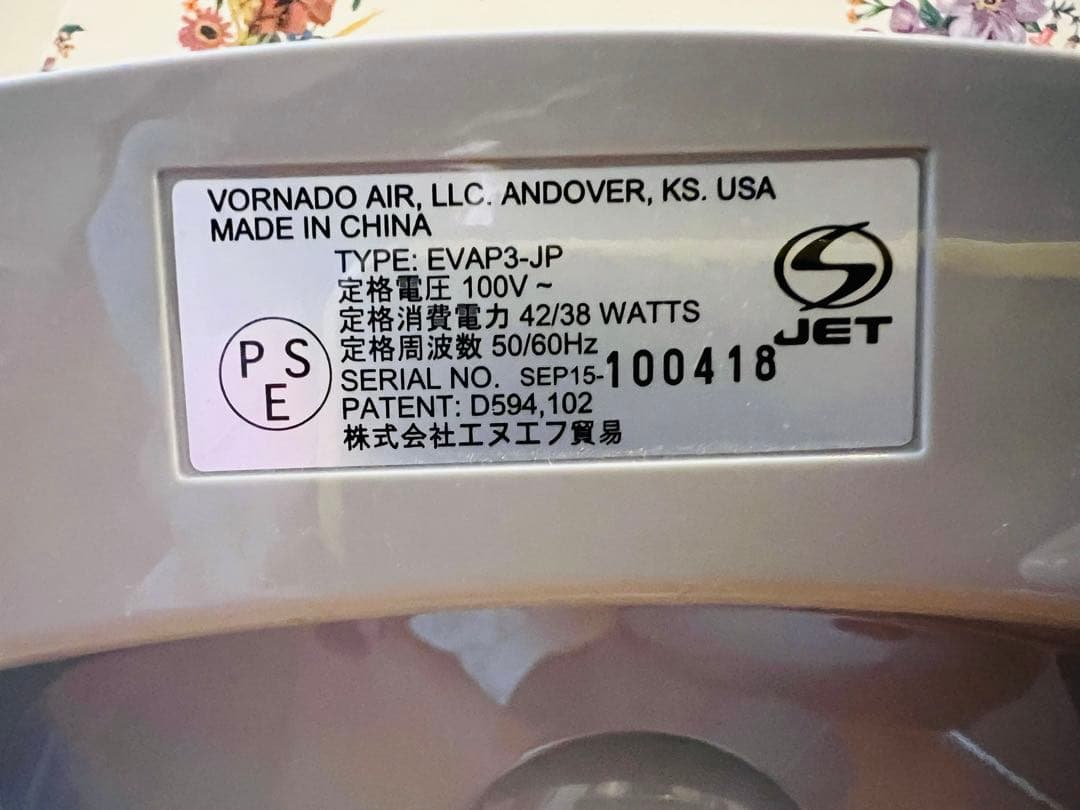 VORNADO AIR, LLC. ANDOVER, KS. USA
MADE IN CHINA
TYPE: EVAP3-JP
定格電圧 100V ~
定格消費電力 42/38 WATTS
定格周波数 50/60Hz
SERIAL NO. SEP15-100418
PATENT: D594,102
株式会社エヌエフ貿易
P S
E
JET